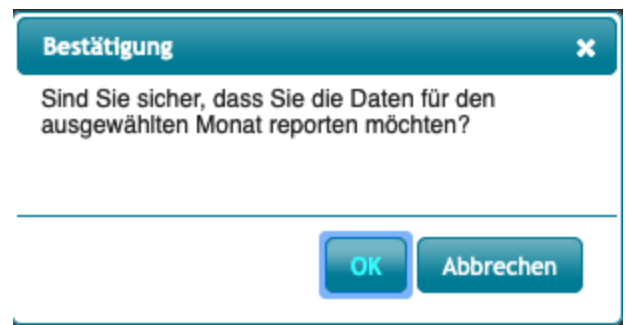 Bestätigung
Sind Sie sicher, dass Sie die Daten für den
ausgewählten Monat reporten möchten?
OK
Abbrechen